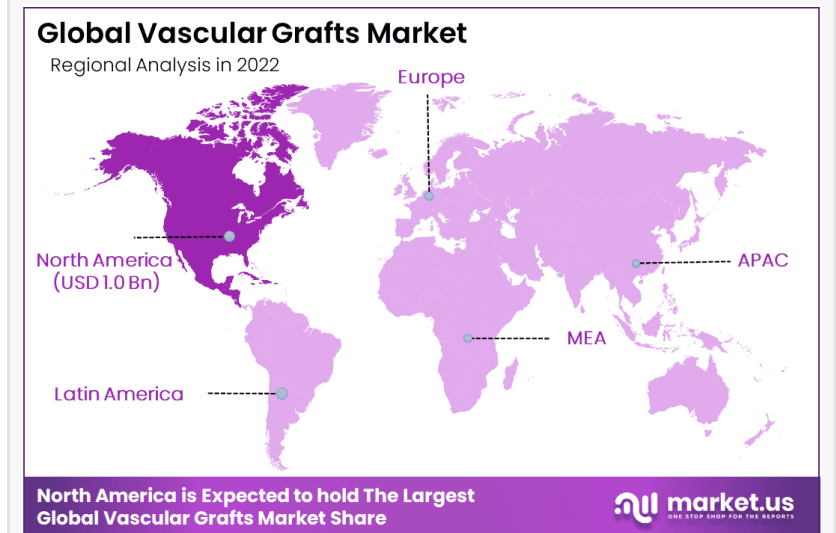 Global Vascular Grafts Market
Regional Analysis in 2022
Europe
North America
(USD 1.0 Bn)
APAC
MEA
Latin America
North America is Expected to hold The Largest
Global Vascular Grafts Market Share
market.us
ONE STOP SHOP FOR THE REPORTS